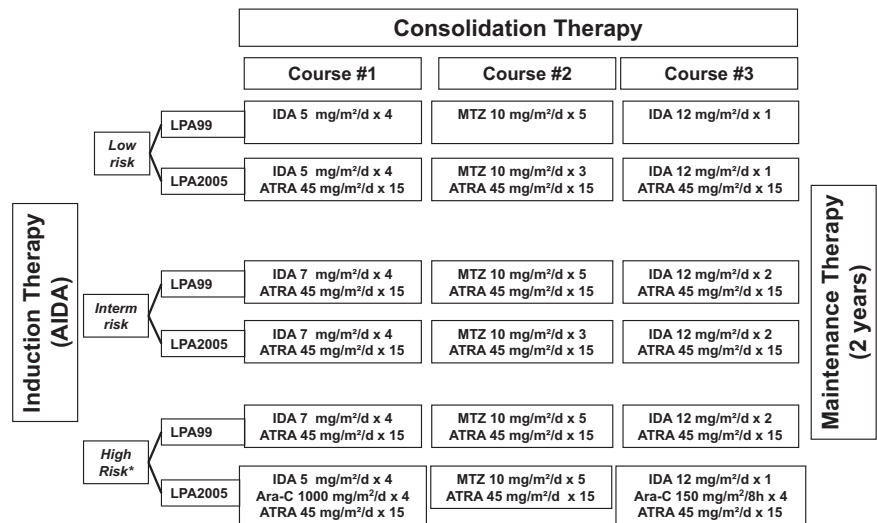 Consolidation Therapy
Course #1
Course #2
Course #3
Induction Therapy
(AIDA)
Low
risk
LPA99
IDA 5 mg/m²/d x 4
MTZ 10 mg/m²/d x 5
IDA 12 mg/m²/d x 1
LPA2005
IDA 5 mg/m²/d x 4
ATRA 45 mg/m²/d x 15
MTZ 10 mg/m²/d x 3
ATRA 45 mg/m²/d x 15
IDA 12 mg/m²/d x 1
ATRA 45 mg/m²/d x 15
Interm
risk
LPA99
IDA 7 mg/m²/d x 4
ATRA 45 mg/m²/d x 15
MTZ 10 mg/m²/d x 5
ATRA 45 mg/m²/d x 15
IDA 12 mg/m²/d x 2
ATRA 45 mg/m²/d x 15
LPA2005
IDA 7 mg/m²/d x 4
ATRA 45 mg/m²/d x 15
MTZ 10 mg/m²/d x 3
ATRA 45 mg/m²/d x 15
IDA 12 mg/m²/d x 2
ATRA 45 mg/m²/d x 15
High
Risk*
LPA99
IDA 7 mg/m²/d x 4
ATRA 45 mg/m²/d x 15
MTZ 10 mg/m²/d x 5
ATRA 45 mg/m²/d x 15
IDA 12 mg/m²/d x 2
ATRA 45 mg/m²/d x 15
LPA2005
IDA 5 mg/m²/d x 4
Ara-C 1000 mg/m²/d x 4
ATRA 45 mg/m²/d x 15
MTZ 10 mg/m²/d x 5
ATRA 45 mg/m²/d x 15
IDA 12 mg/m²/d x 1
Ara-C 150 mg/m²/8h x 4
ATRA 45 mg/m²/d x 15
Maintenance Therapy
(2 years)